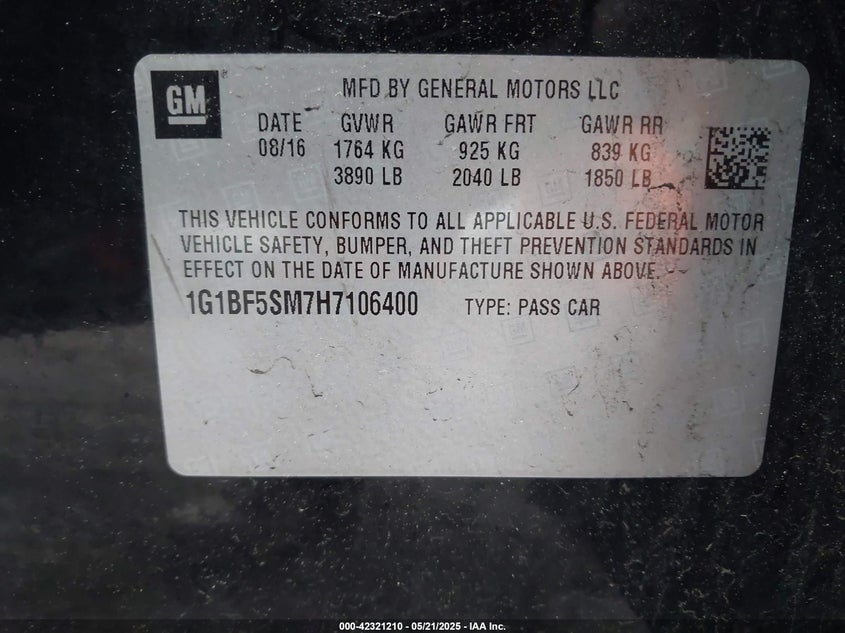 GM
MFD BY GENERAL MOTORS LLC
DATE GVWR GAWR FRT GAWR RR
08/16 1764 KG 925 KG 839 KG
3890 LB 2040 LB 1850 LB
THIS VEHICLE CONFORMS TO ALL APPLICABLE U.S. FEDERAL MOTOR
VEHICLE SAFETY, BUMPER, AND THEFT PREVENTION STANDARDS IN
EFFECT ON THE DATE OF MANUFACTURE SHOWN ABOVE.
1G1BF5SM7H7106400 TYPE: PASS CAR
000-42321210 - 05/21/2025 - IAA Inc.